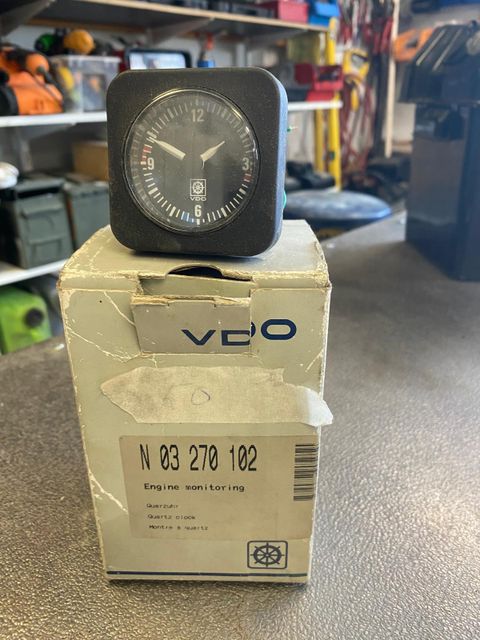 12
9 3
VDO
6
VDO
N 03 270 102
Engine monitoring
Quarzuhr
Quartz clock
Montre à quartz